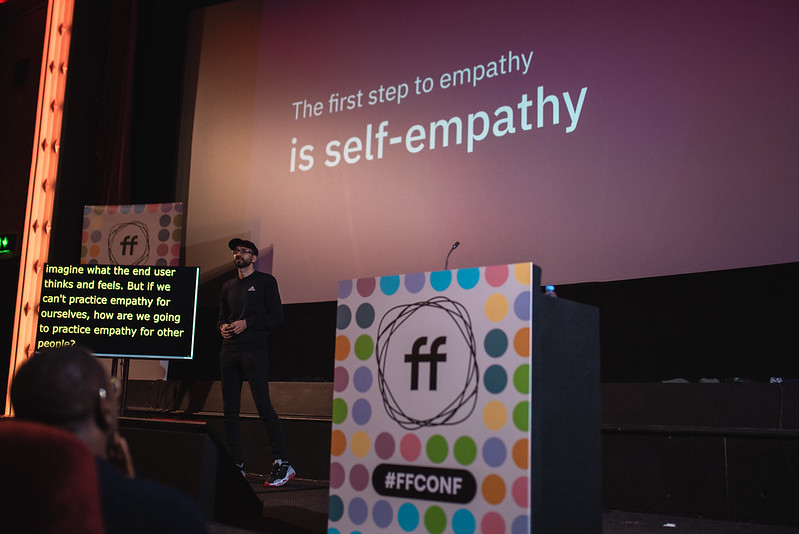 The first step to empathy
is self-empathy
ff
imagine what the end user
thinks and feels. But if we
can't practice empathy for
ourselves, how are we going
to practice empathy for other
people?
ff
#FFCONF